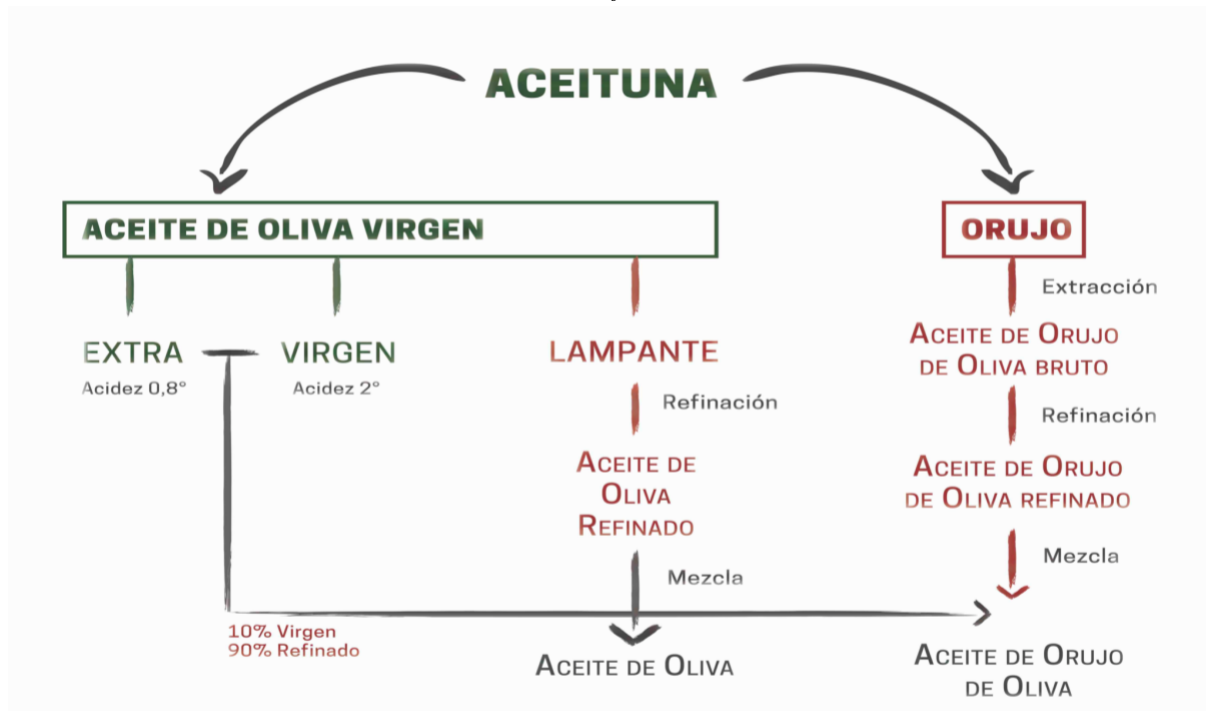 ACEITUNA
ACEITE DE OLIVA VIRGEN
ORUJO
Extracción
EXTRA
Acidez 0,8°
VIRGEN
Acidez 2°
LAMPANTE
Refinación
ACEITE DE
OLIVA
REFINADO
Mezcla
10% Virgen
90% Refinado
ACEITE DE OLIVA
ACEITE DE ORUJO
DE OLIVA BRUTO
Refinación
ACEITE DE ORUJO
DE OLIVA REFINADO
Mezcla
ACEITE DE ORUJO
DE OLIVA